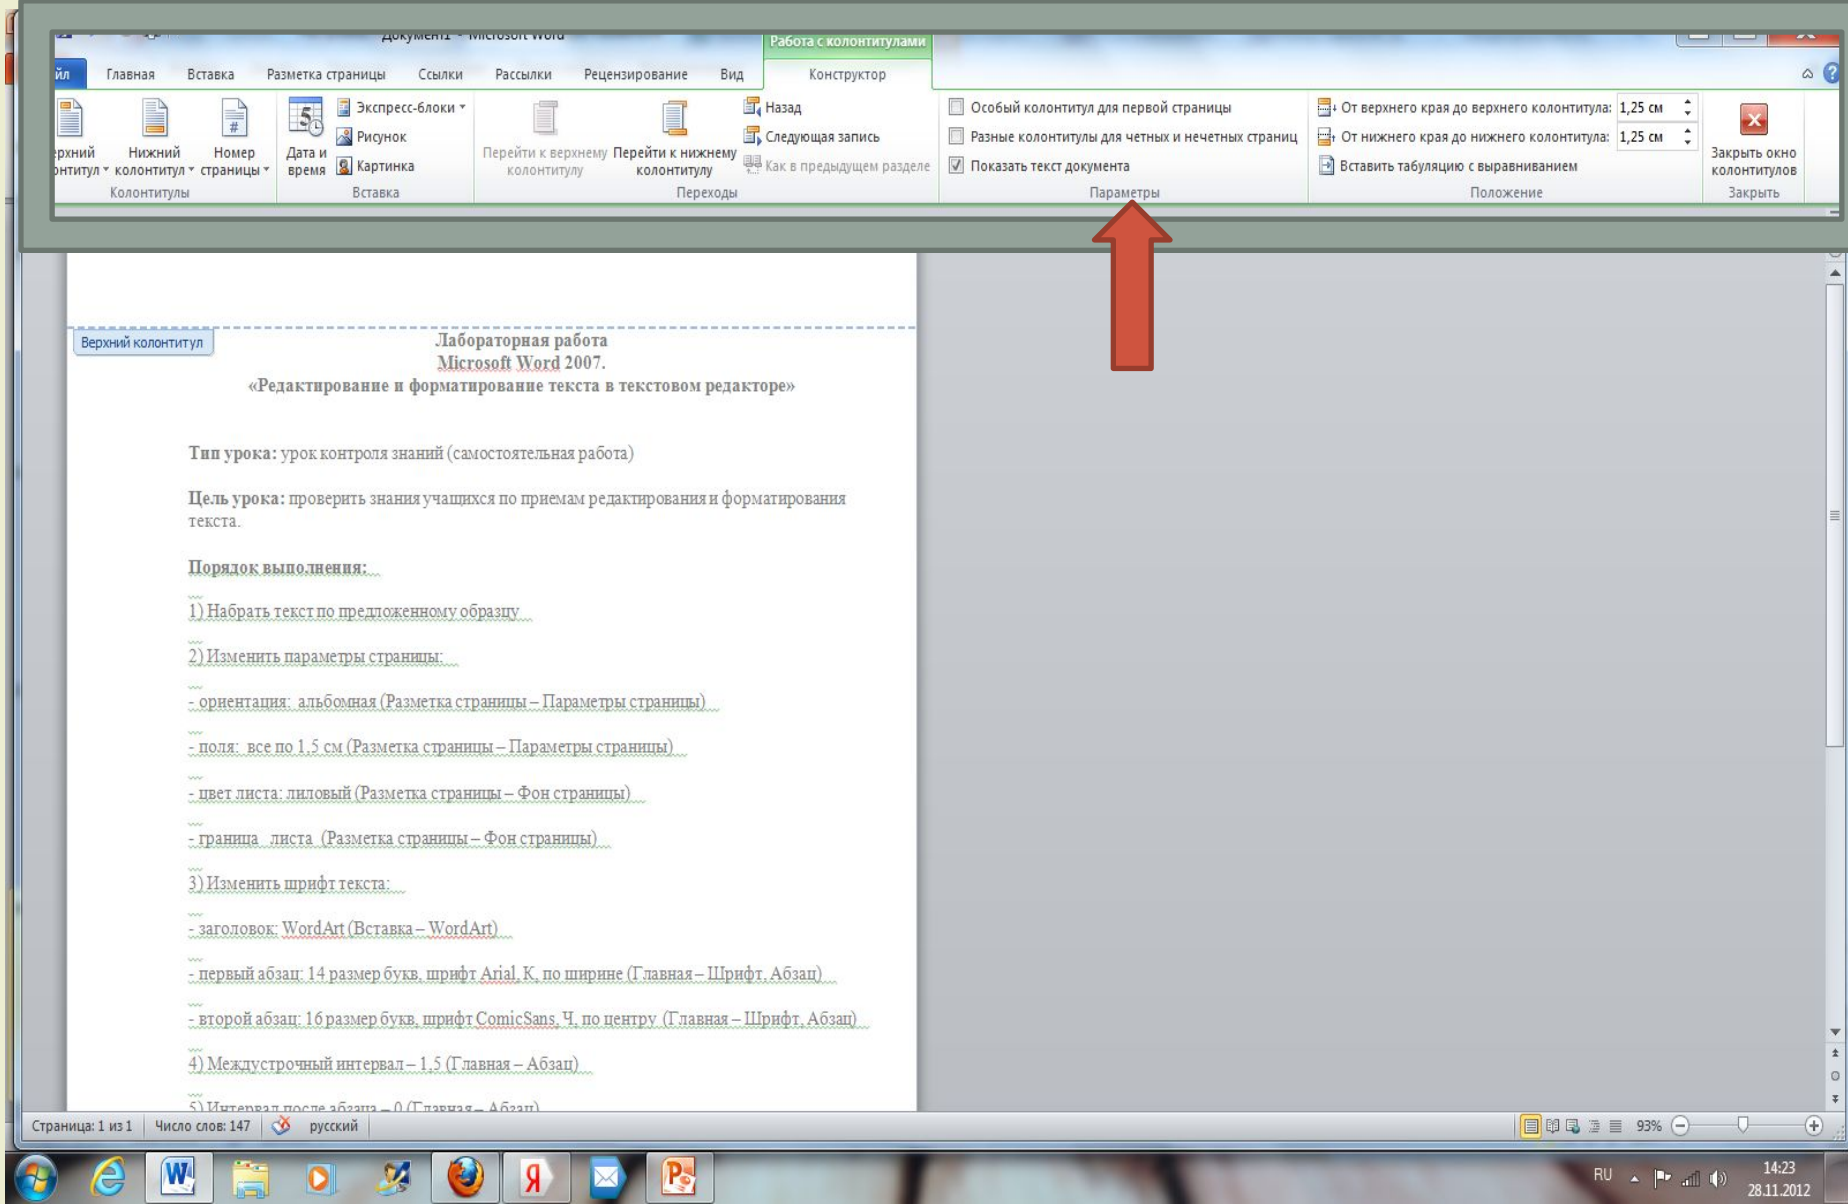 Документ1 - Microsoft Word
Работа с колонтитулами
Главная Вставка Разметка страницы Ссылки Рассылки Рецензирование Вид Конструктор
Нижний колонтитул
Номер страницы
Колонтитулы
Дата и время
Экспресс-блоки
Рисунок
Картинка
Вставка
Перейти к верхнему колонтитулу
Перейти к нижнему колонтитулу
Назад
Следующая запись
Как в предыдущем разделе
Переходы
Особый колонтитул для первой страницы
Разные колонтитулы для четных и нечетных страниц
Показать текст документа
Параметры
От верхнего края до верхнего колонтитула: 1,25 см
От нижнего края до нижнего колонтитула: 1,25 см
Вставить табуляцию с выравниванием
Положение
Закрыть окно колонтитулов
Закрыть
Верхний колонтитул
Лабораторная работа
Microsoft Word 2007.
«Редактирование и форматирование текста в текстовом редакторе»
Тип урока: урок контроля знаний (самостоятельная работа)
Цель урока: проверить знания учащихся по приемам редактирования и форматирования
текста.
Порядок выполнения:
1) Набрать текст по предложенному образцу
2) Изменить параметры страницы:
- ориентация: альбомная (Разметка страницы – Параметры страницы)
- поля: все по 1,5 см (Разметка страницы – Параметры страницы)
- цвет листа: лиловый (Разметка страницы – Фон страницы)
- граница листа (Разметка страницы – Фон страницы)
3) Изменить шрифт текста:
- заголовок: WordArt (Вставка – WordArt)
- первый абзац: 14 размер букв, шрифт Arial, К, по ширине (Главная – Шрифт, Абзац)
- второй абзац: 16 размер букв, шрифт ComicSans, Ч, по центру (Главная – Шрифт, Абзац)
4) Междустрочный интервал – 1,5 (Главная – Абзац)
5) Интервал после абзаца – 0 (Главная – Абзац)
Страница: 1 из 1 Число слов: 147 русский 93%
RU 14:23
28.11.2012